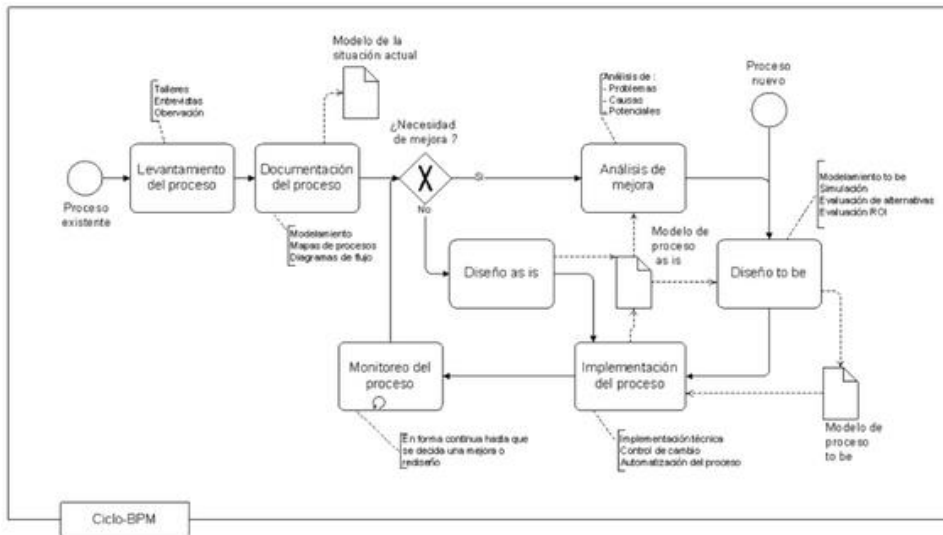 Modelo de la
situación actual
Talleres
Entrevistas
Obervación
Levantamiento
del proceso
Documentación
del proceso
¿Necesidad
de mejora ?
Análisis de :
- Problemas
- Causas
- Potenciales
Análisis de
mejora
Proceso
nuevo
Proceso
existente
Modelamiento
Mapas de procesos
Diagramas de flujo
X
Si
No
Modelamiento to be
Simulación
Evaluación de alternativas
Evaluación ROI
Diseño as is
Modelo de
proceso
as is
Diseño to be
Monitoreo del
proceso
Implementación
del proceso
Modelo de
proceso
to be
En forma continua hasta que
se decida una mejora o
rediseño
Implementación técnica
Control de cambio
Automatización del proceso
Ciclo-BPM